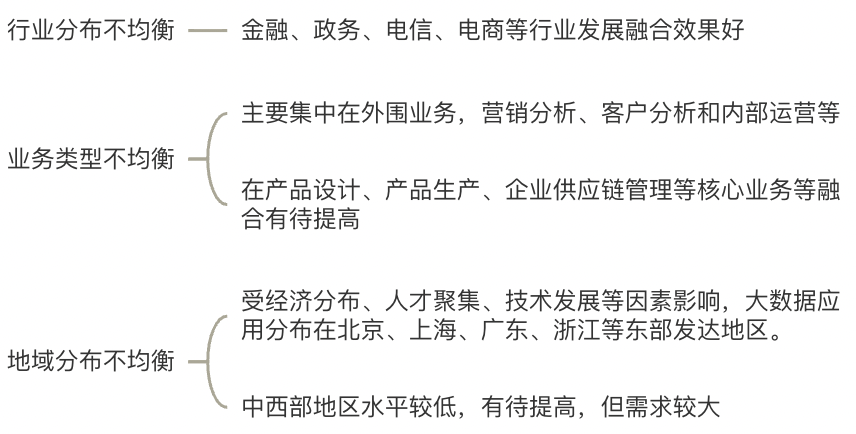 行业分布不均衡
金融、政务、电信、电商等行业发展融合效果好
业务类型不均衡
主要集中在外围业务，营销分析、客户分析和内部运营等
在产品设计、产品生产、企业供应链管理等核心业务等融
合有待提高
地域分布不均衡
受经济分布、人才聚集、技术发展等因素影响，大数据应
用分布在北京、上海、广东、浙江等东部发达地区。
中西部地区水平较低，有待提高，但需求较大